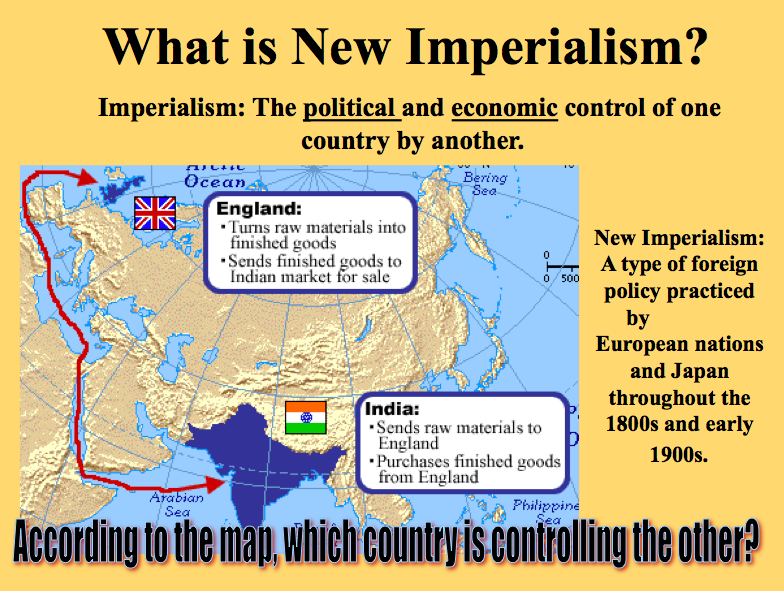 What is New Imperialism?
Imperialism: The political and economic control of one
country by another.
Arctic
Ocean
Bering
Sea
England:
•Turns raw materials into
finished goods
•Sends finished goods to
Indian market for sale
0
0 500
New Imperialism:
A type of foreign
policy practiced
by
European nations
and Japan
throughout the
1800s and early
1900s.
India:
•Sends raw materials to
England
•Purchases finished goods
from England
Arabian
Sea
Philippine
Sea
According to the map, which country is controlling the other?